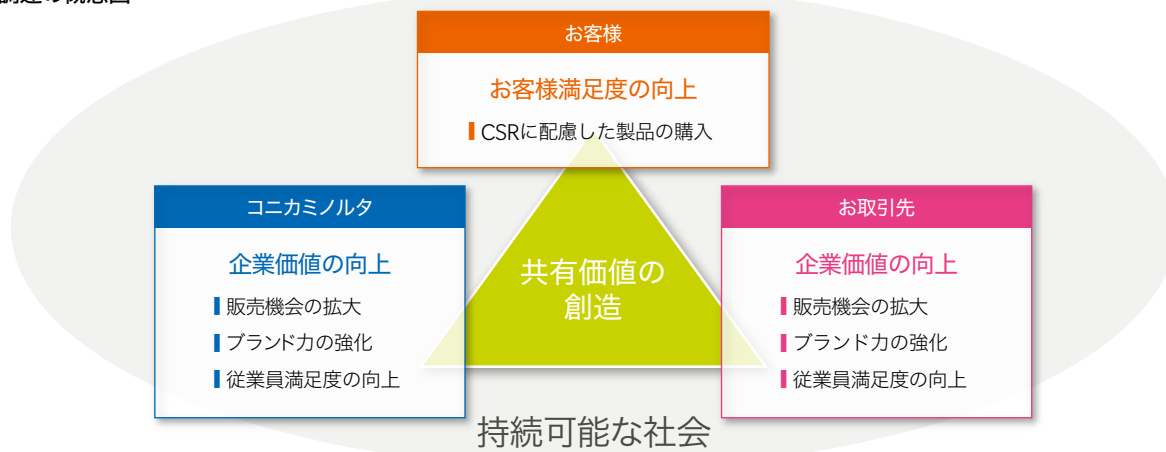 お客様
お客様満足度の向上
CSRに配慮した製品の購入
コニカミノルタ
企業価値の向上
販売機会の拡大
ブランド力の強化
従業員満足度の向上
共有価値の
創造
お取引先
企業価値の向上
販売機会の拡大
ブランド力の強化
従業員満足度の向上
持続可能な社会